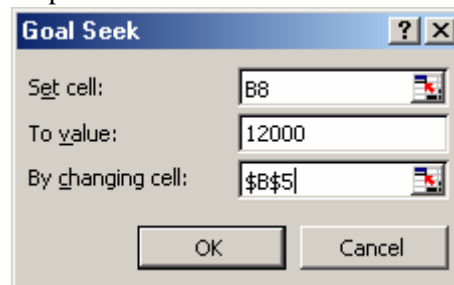 Goal Seek ? ×
Set cell: B8
To value: 12000
By changing cell: $B$5
OK Cancel